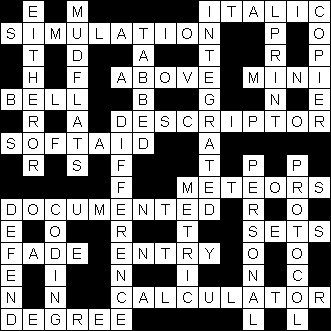 E M ITALIC
SIMULATION P O
T D A T R P
H F ABOVE MINI
BELL B G N E
R A DESCRIPTOR
SOFTAID A
R S F T P P
F METEORS
DOCUMENTED R O
E O R T SETS
FADE ENTRY O O
E I N I N C
N N CALCULATOR
DEGREE L L